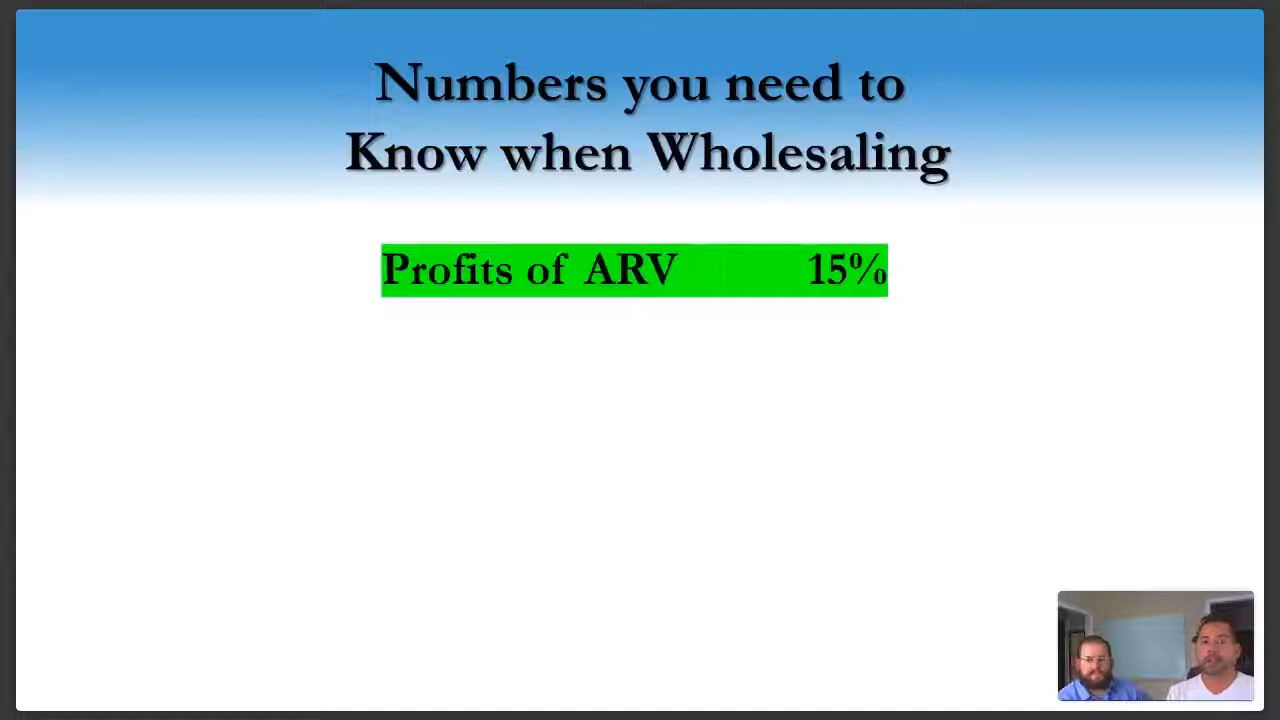 Numbers you need to
Know when Wholesaling
Profits of ARV 15%